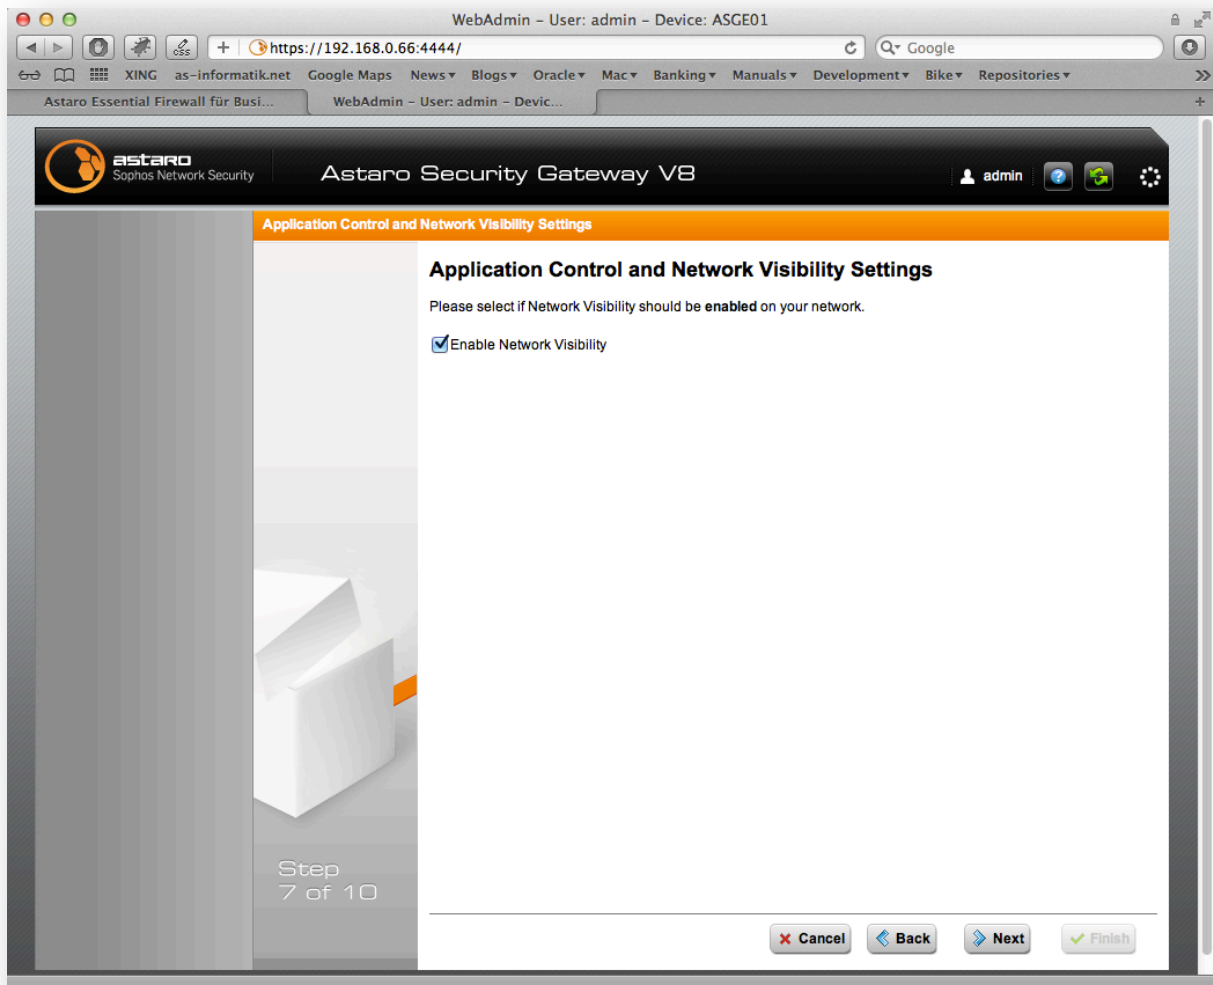 WebAdmin – User: admin – Device: ASGE01
css + https://192.168.0.66:4444/ Google
XING as-informatik.net Google Maps News Blogs Oracle Mac Banking Manuals Development Bike Repositories
Astaro Essential Firewall für Busi... WebAdmin – User: admin – Devic...
astaro
Sophos Network Security
Astaro Security Gateway V8
admin
Application Control and Network Visibility Settings
Application Control and Network Visibility Settings
Please select if Network Visibility should be enabled on your network.
Enable Network Visibility
Step
7 of 10
Cancel Back Next Finish